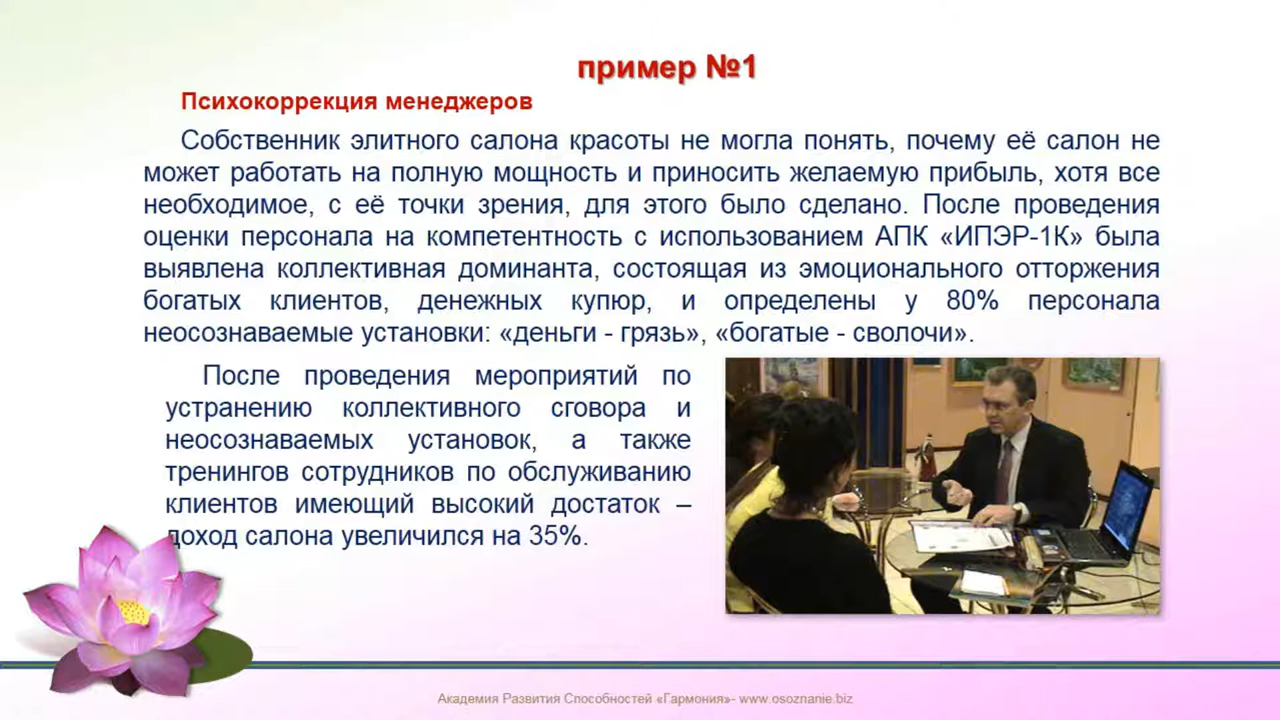 пример №1
Психокоррекция менеджеров
Собственник элитного салона красоты не могла понять, почему её салон не
может работать на полную мощность и приносить желаемую прибыль, хотя все
необходимое, с её точки зрения, для этого было сделано. После проведения
оценки персонала на компетентность с использованием АПК «ИПЭР-1К» была
выявлена коллективная доминанта, состоящая из эмоционального отторжения
богатых клиентов, денежных купюр, и определены у 80% персонала
неосознаваемые установки: «деньги - грязь», «богатые - сволочи».
После проведения мероприятий по
устранению коллективного сговора и
неосознаваемых установок, а также
тренингов сотрудников по обслуживанию
клиентов имеющий высокий достаток –
доход салона увеличился на 35%.
Академия Развития Способностей «Гармония»- www.osoznanie.biz